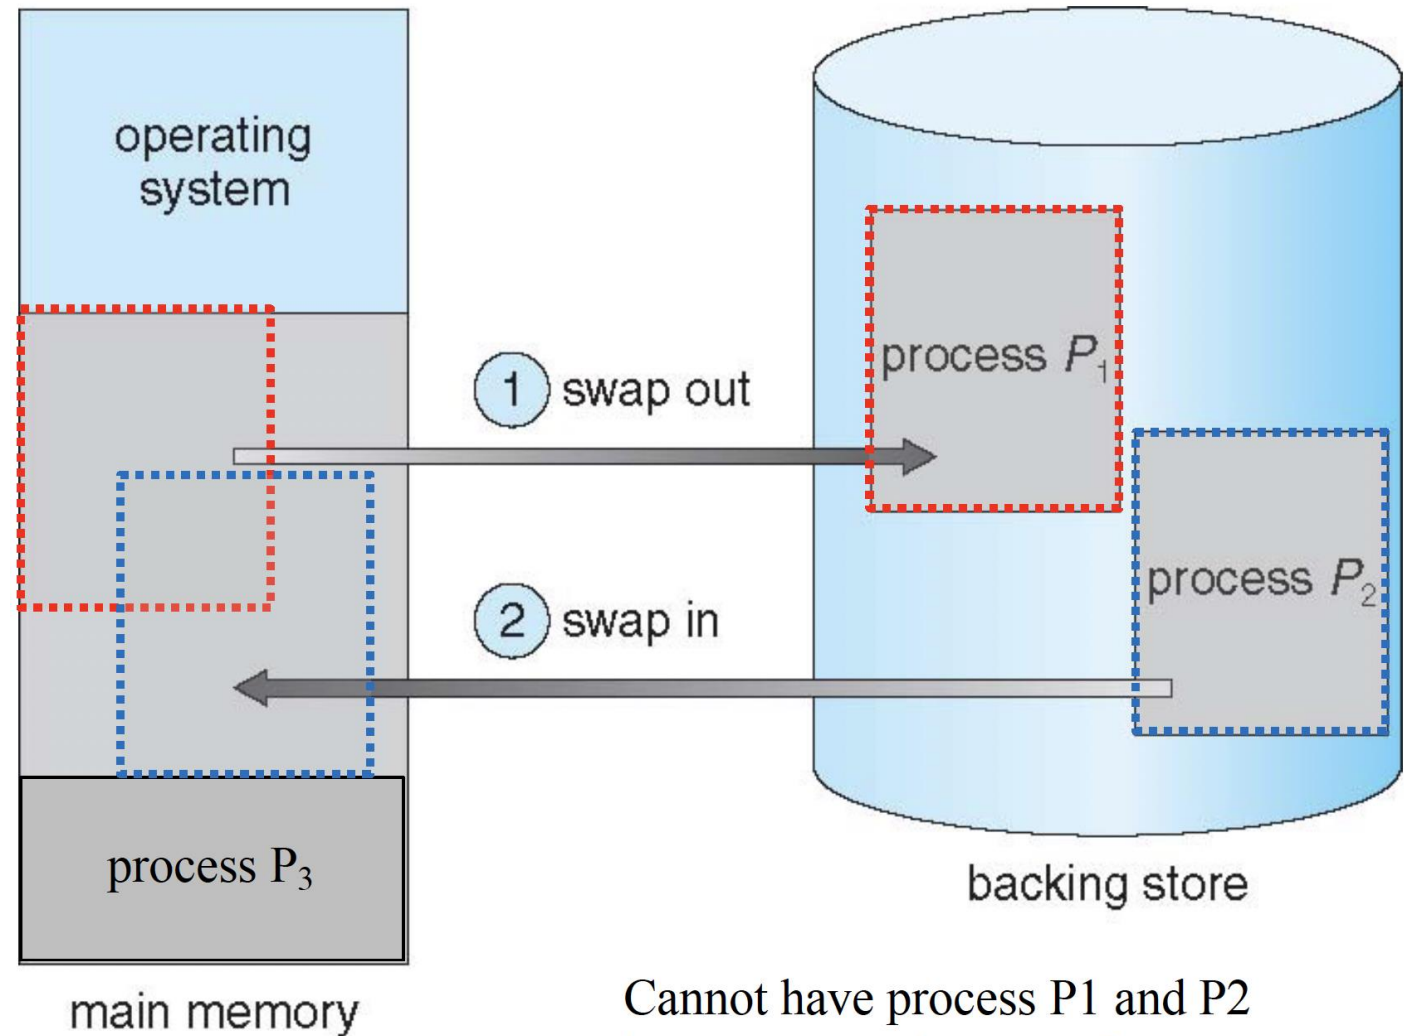 operating
system
1 swap out
process P₁
2 swap in
process P₂
process P₃
backing store
main memory
Cannot have process P1 and P2